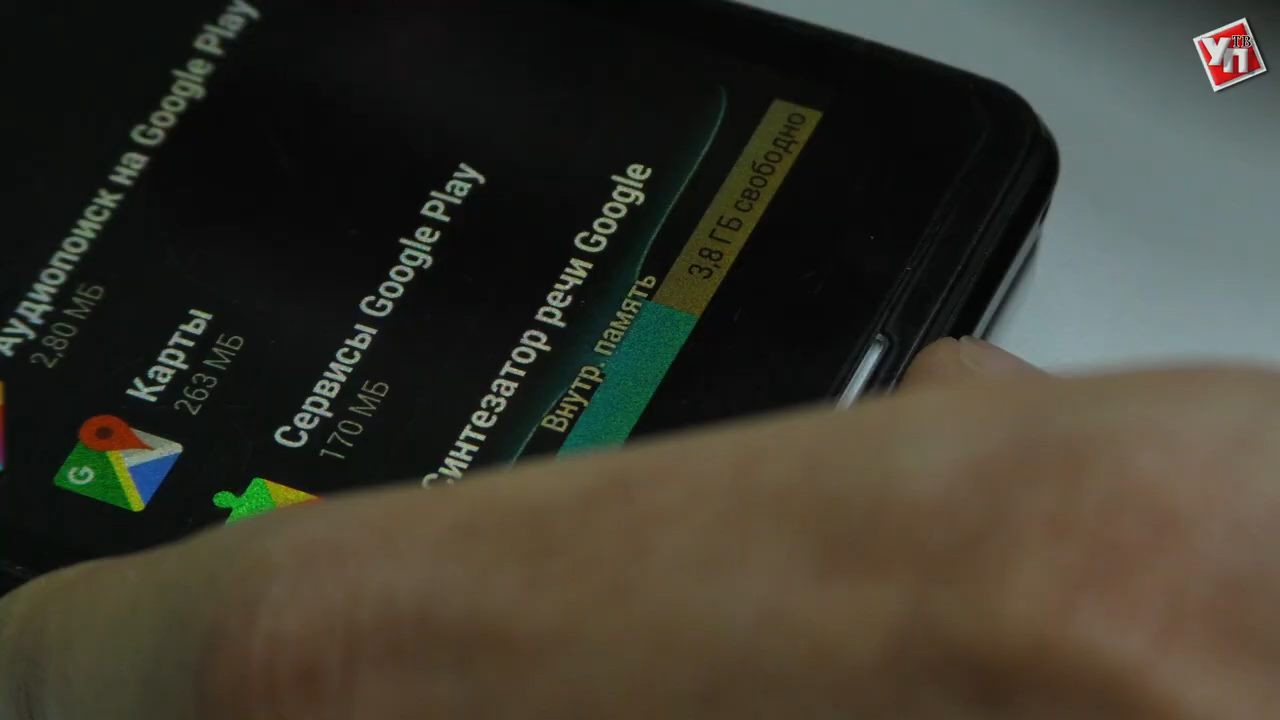 Аудиопоиск на Google Play
2,80 МБ
Карты
263 МБ
Сервисы Google Play
170 МБ
Синтезатор речи Google
Внутр. память
3,8 ГБ свободно
G
УП ТВ